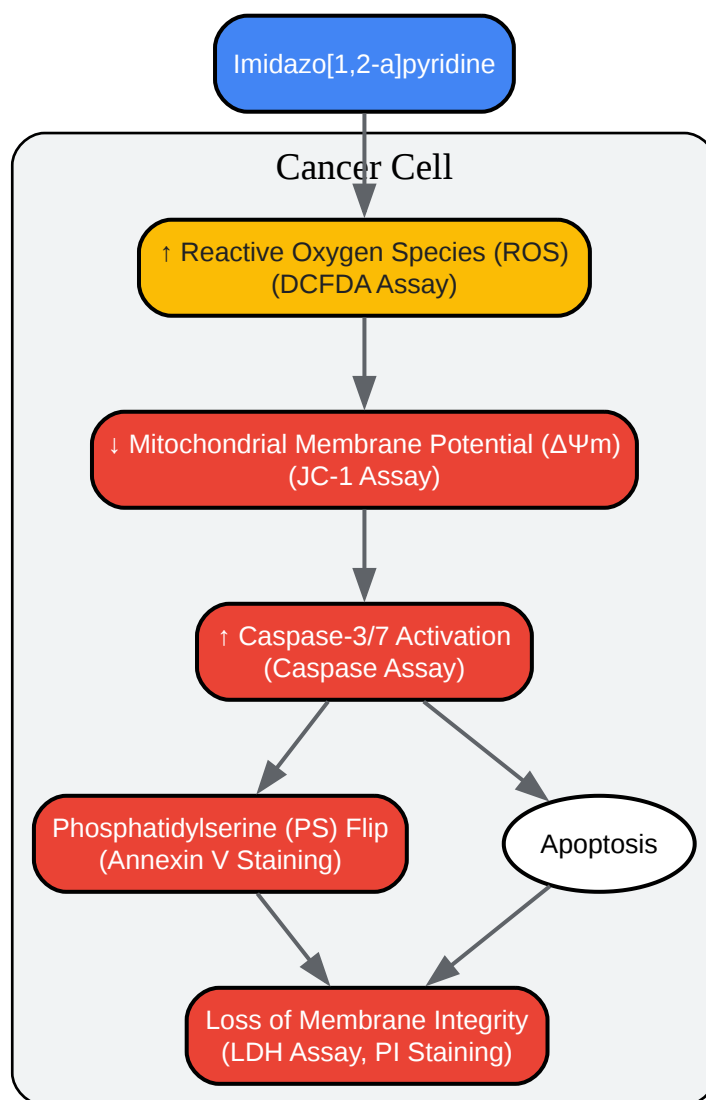 Imidazo[1,2-a]pyridine
Cancer Cell
↑ Reactive Oxygen Species (ROS)
(DCFDA Assay)
↓ Mitochondrial Membrane Potential (ΔΨm)
(JC-1 Assay)
↑ Caspase-3/7 Activation
(Caspase Assay)
Phosphatidylserine (PS) Flip
(Annexin V Staining)
Apoptosis
Loss of Membrane Integrity
(LDH Assay, PI Staining)